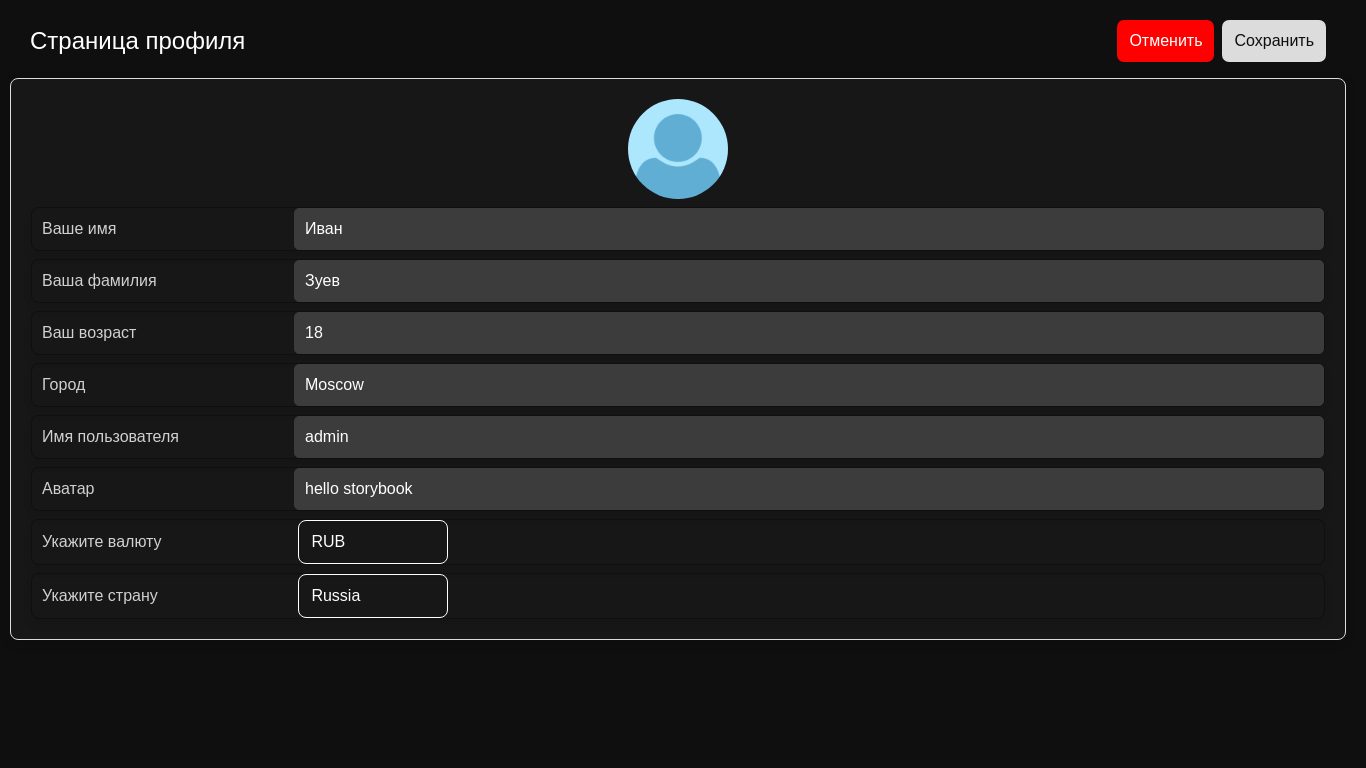 Страница профиля
Отменить
Сохранить
Ваше имя
Иван
Ваша фамилия
Зуев
Ваш возраст
18
Город
Moscow
Имя пользователя
admin
Аватар
hello storybook
Укажите валюту
RUB
Укажите страну
Russia